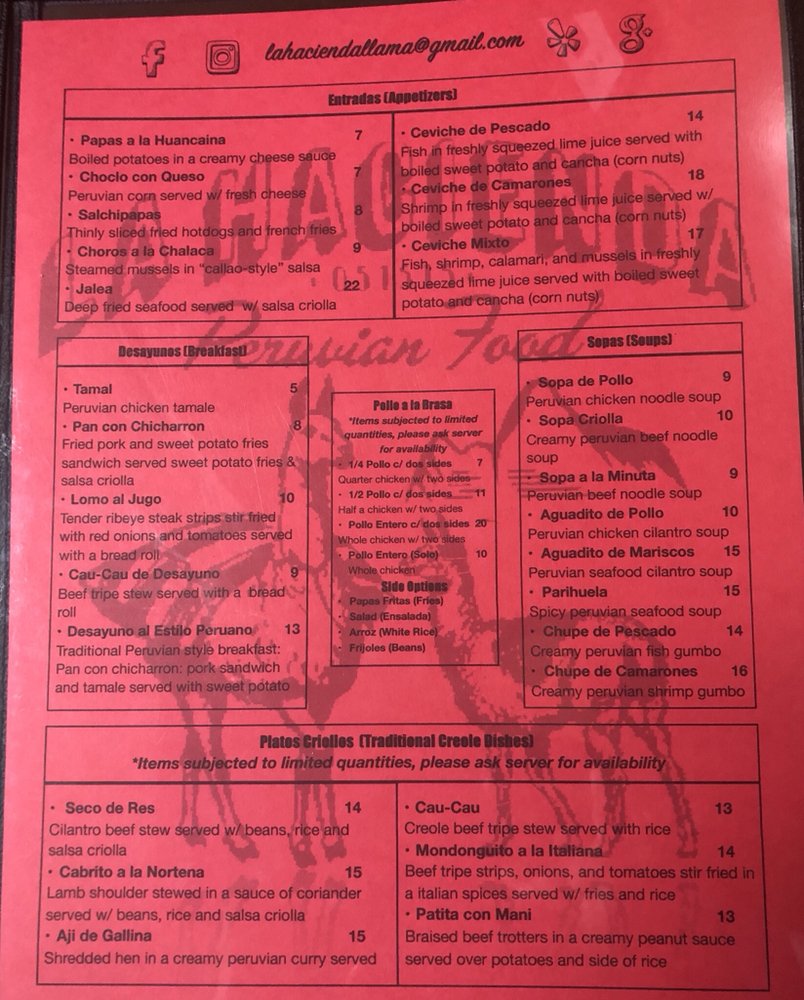 lahaciendallama@gmail.com
Entradas (Appetizers)
• Papas a la Huancaina 7
Boiled potatoes in a creamy cheese sauce
• Choclo con Queso 7
Peruvian corn served w/ fresh cheese
• Salchipapas 8
Thinly sliced fried hotdogs and french fries
• Choros a la Chalaca 9
Steamed mussels in “callao-style” salsa
• Jalea 22
Deep fried seafood served w/ salsa criolla
• Ceviche de Pescado 14
Fish in freshly squeezed lime juice served with
boiled sweet potato and cancha (corn nuts)
• Ceviche de Camarones 18
Shrimp in freshly squeezed lime juice served w/
boiled sweet potato and cancha (corn nuts)
• Ceviche Mixto 17
Fish, shrimp, calamari, and mussels in freshly
squeezed lime juice served with boiled sweet
potato and cancha (corn nuts)
LA HACIENDA
Peruvian Food
Desayunos (Breakfast)
• Tamal 5
Peruvian chicken tamale
• Pan con Chicharron 8
Fried pork and sweet potato fries
sandwich served sweet potato fries &
salsa criolla
• Lomo al Jugo 10
Tender ribeye steak strips stir fried
with red onions and tomatoes served
with a bread roll
• Cau-Cau de Desayuno 9
Beef tripe stew served with a bread
roll
• Desayuno al Estilo Peruano 13
Traditional Peruvian style breakfast:
Pan con chicharron: pork sandwich
and tamale served with sweet potato
Pollo a la Brasa
*Items subjected to limited
quantities, please ask server
for availability
• 1/4 Pollo c/ dos sides 7
Quarter chicken w/ two sides
• 1/2 Pollo c/ dos sides 11
Half a chicken w/ two sides
• Pollo Entero c/ dos sides 20
Whole chicken w/ two sides
• Pollo Entero (Solo) 10
Whole chicken
Side Options
• Papas Fritas (Fries)
• Salad (Ensalada)
• Arroz (White Rice)
• Frijoles (Beans)
Sopas (Soups)
• Sopa de Pollo 9
Peruvian chicken noodle soup
• Sopa Criolla 10
Creamy peruvian beef noodle
soup
• Sopa a la Minuta 9
Peruvian beef noodle soup
• Aguadito de Pollo 10
Peruvian chicken cilantro soup
• Aguadito de Mariscos 15
Peruvian seafood cilantro soup
• Parihuela 15
Spicy peruvian seafood soup
• Chupe de Pescado 14
Creamy peruvian fish gumbo
• Chupe de Camarones 16
Creamy peruvian shrimp gumbo
Platos Criollos (Traditional Creole Dishes)
*Items subjected to limited quantities, please ask server for availability
• Seco de Res 14
Cilantro beef stew served w/ beans, rice and
salsa criolla
• Cabrito a la Nortena 15
Lamb shoulder stewed in a sauce of coriander
served w/ beans, rice and salsa criolla
• Aji de Gallina 15
Shredded hen in a creamy peruvian curry served
• Cau-Cau 13
Creole beef tripe stew served with rice
• Mondonguito a la Italiana 14
Beef tripe strips, onions, and tomatoes stir fried in
a italian spices served w/ fries and rice
• Patita con Mani 13
Braised beef trotters in a creamy peanut sauce
served over potatoes and side of rice